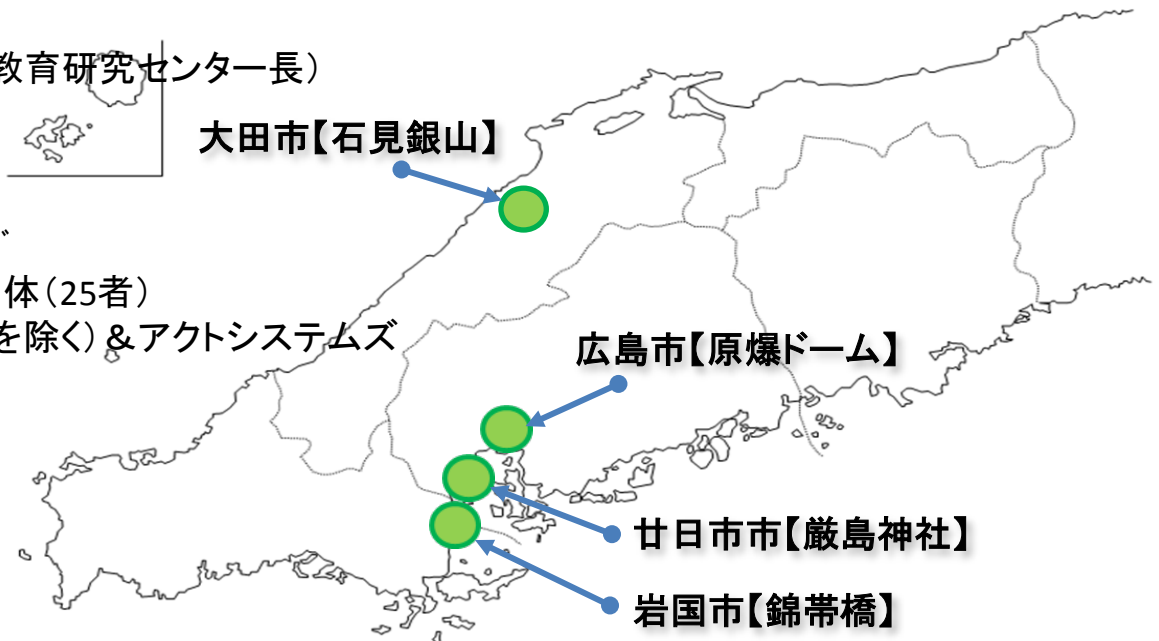 教育研究センター長）
大田市【石見銀山】
体（25者）
を除く）＆アクトシステムズ
広島市【原爆ドーム】
廿日市市【厳島神社】
岩国市【錦帯橋】